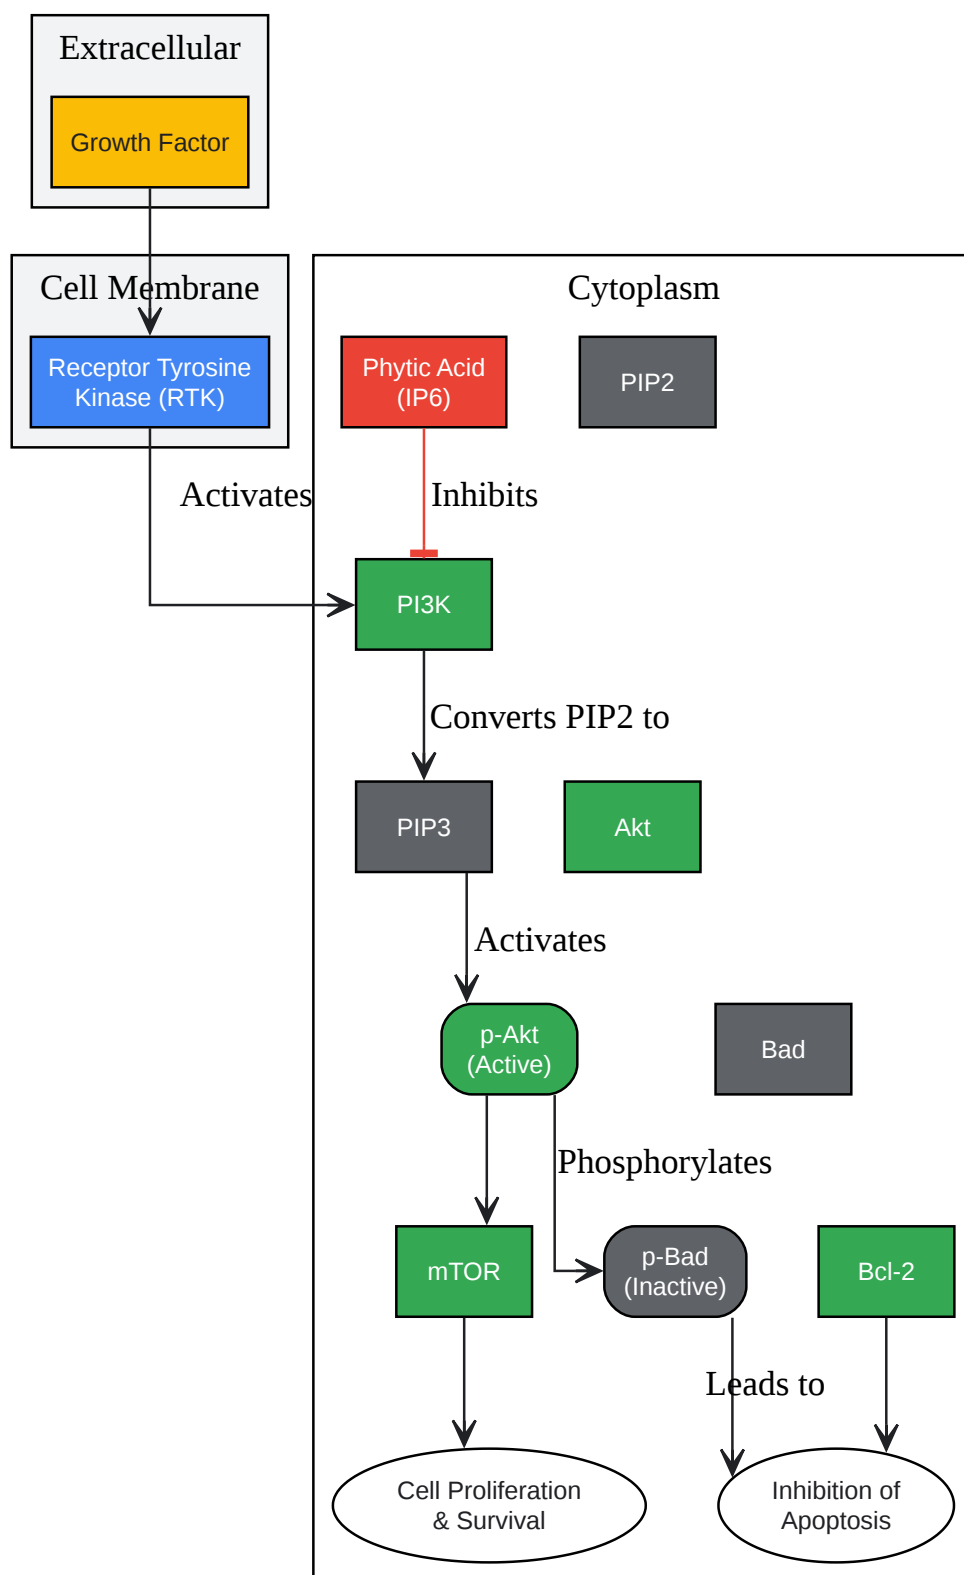 Extracellular
Growth Factor
Cell Membrane
Cytoplasm
Receptor Tyrosine
Kinase (RTK)
Phytic Acid
(IP6)
PIP2
Activates
Inhibits
PI3K
Converts PIP2 to
PIP3
Akt
Activates
p-Akt
(Active)
Bad
Phosphorylates
mTOR
p-Bad
(Inactive)
Bcl-2
Leads to
Cell Proliferation
& Survival
Inhibition of
Apoptosis